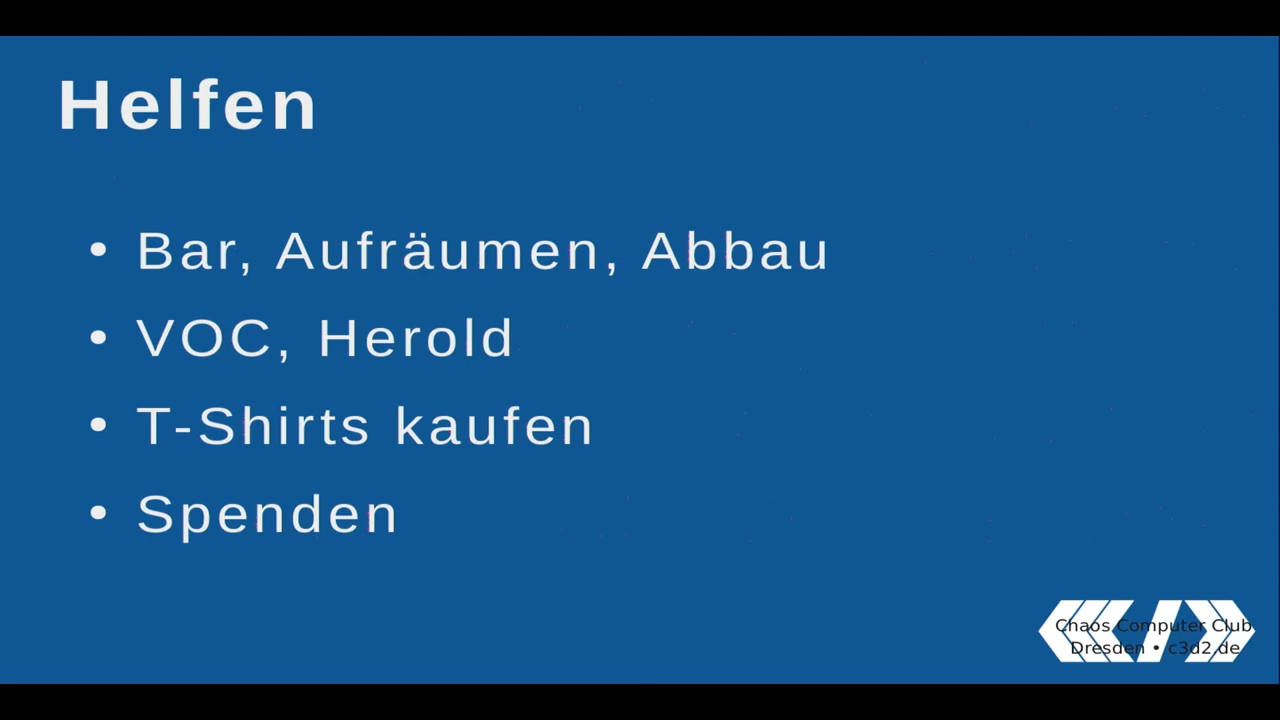 Helfen
• Bar, Aufräumen, Abbau
• VOC, Herold
• T-Shirts kaufen
• Spenden
Chaos Computer Club
Dresden • c3d2.de